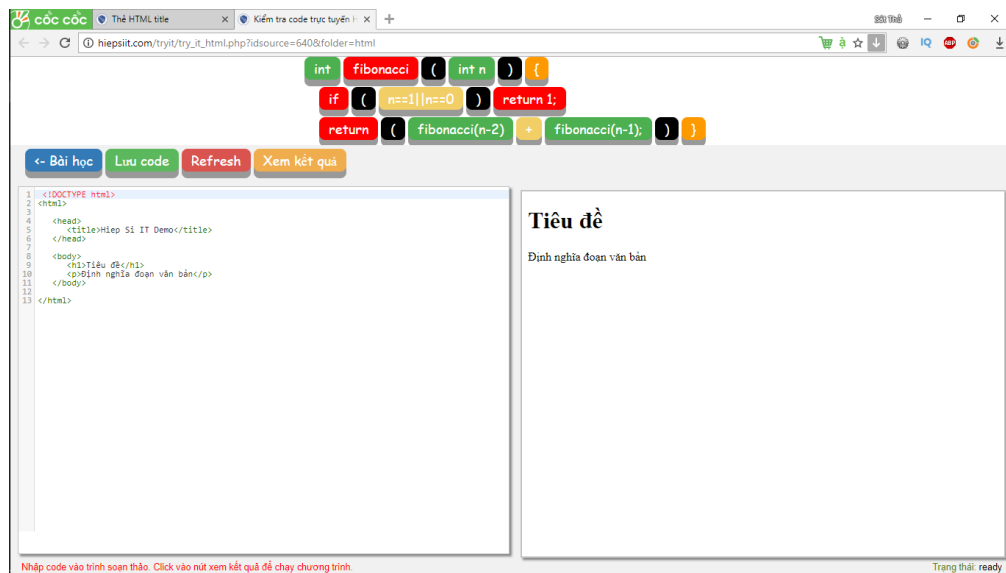 cốc cốc Thẻ HTML title Kiểm tra code trực tuyến H
hiepsiit.com/tryit/try_it_html.php?idsource=640&folder=html IQ ABP
int fibonacci ( int n ) {
if ( n==1||n==0 ) return 1;
return ( fibonacci(n-2) + fibonacci(n-1); ) }
<- Bài học Lưu code Refresh Xem kết quả
1 <!DOCTYPE html>
2 <html>
3
4 <head>
5 <title>Hiep Si IT Demo</title>
6 </head>
7
8 <body>
9 <h1>Tiêu đề</h1>
10 <p>Định nghĩa đoạn văn bản</p>
11 </body>
12
13 </html>
Tiêu đề
Định nghĩa đoạn văn bản
Nhập code vào trình soạn thảo. Click vào nút xem kết quả để chạy chương trình. Trạng thái: ready